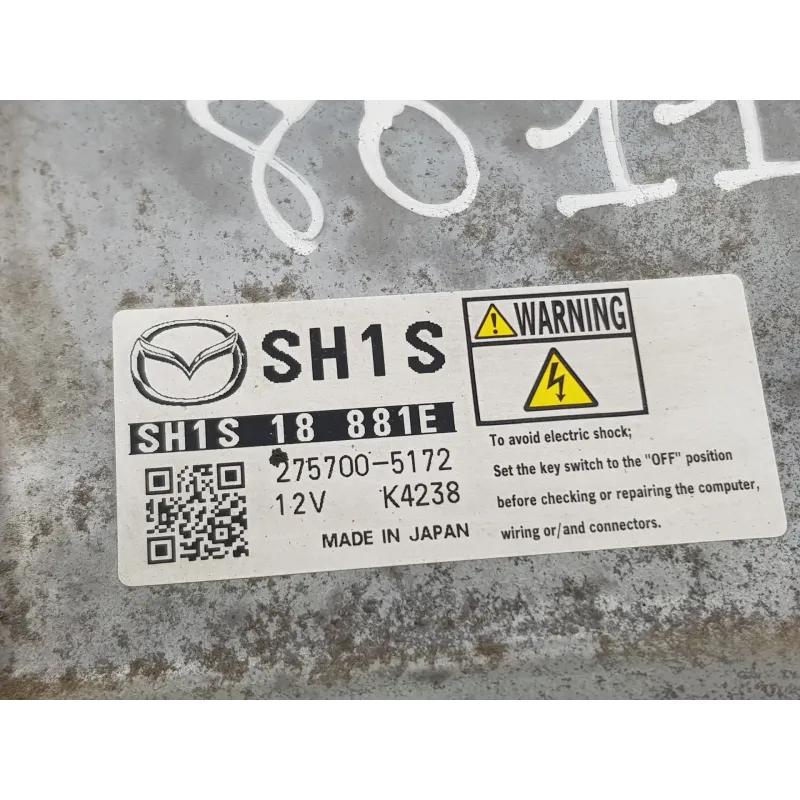 8011
SH1S
WARNING
SH1S 18 881E
275700-5172
12V K4238
MADE IN JAPAN
To avoid electric shock;
Set the key switch to the "OFF" position
before checking or repairing the computer,
wiring or/and connectors.